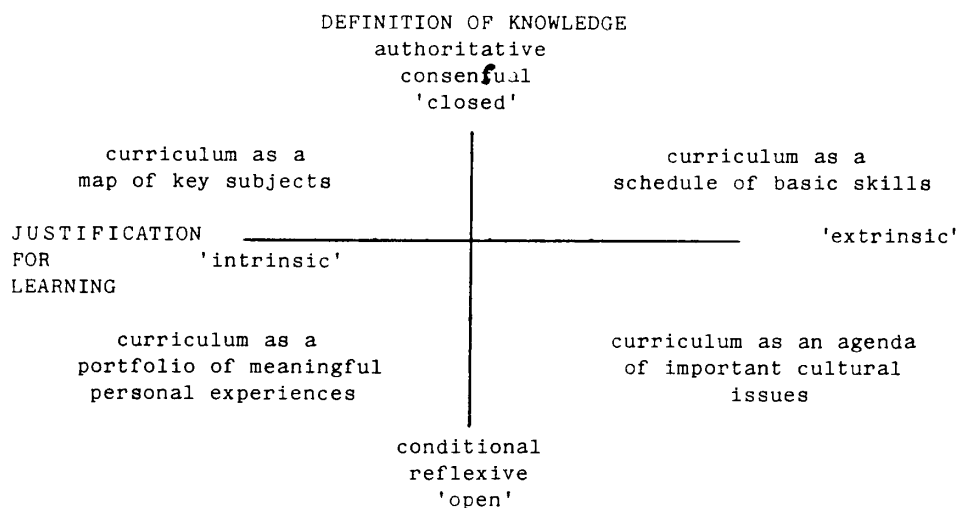 DEFINITION OF KNOWLEDGE
authoritative
consensual
'closed'
curriculum as a
map of key subjects
curriculum as a
schedule of basic skills
JUSTIFICATION
FOR
LEARNING
'intrinsic'
'extrinsic'
curriculum as a
portfolio of meaningful
personal experiences
curriculum as an agenda
of important cultural
issues
conditional
reflexive
'open'